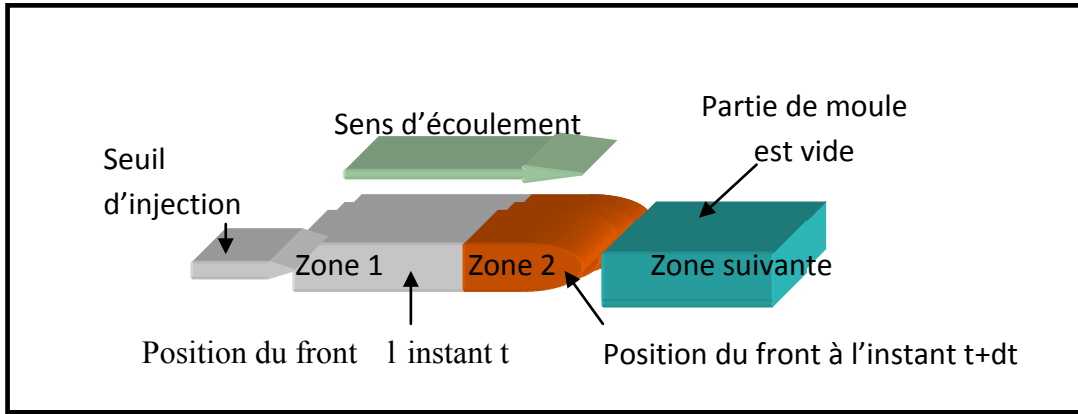 Sens d’écoulement
Partie de moule
est vide
Seuil
d’injection
Zone 1
Zone 2
Zone suivante
Position du front l instant t
Position du front à l’instant t+dt